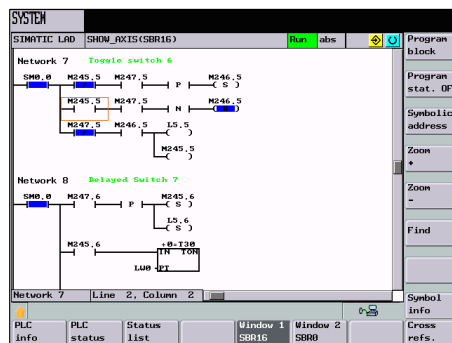 SYSTEM
SIMATIC LAD SHOW_AXIS(SBR16) Run abs
Program block
Network 7 Toggle switch 6
SM0.0 M245.5 M247.5 M246.5
P ( S )
Program stat. OF
M245.5 M247.5 M246.5
N
Symbolic address
M247.5 M246.5 L5.5
( )
M245.5
( )
Zoom +
Network 8 Delayed Switch 7
Zoom -
SM0.0 M247.6 M245.6
P ( S )
L5.6
( S )
Find
M245.6 +0-T30
IN TON
LW0 PT
Network 7 Line 2, Column 2
Symbol info
PLC info
PLC status
Status list
Window 1 SBR16
Window 2 SBR0
Cross refs.